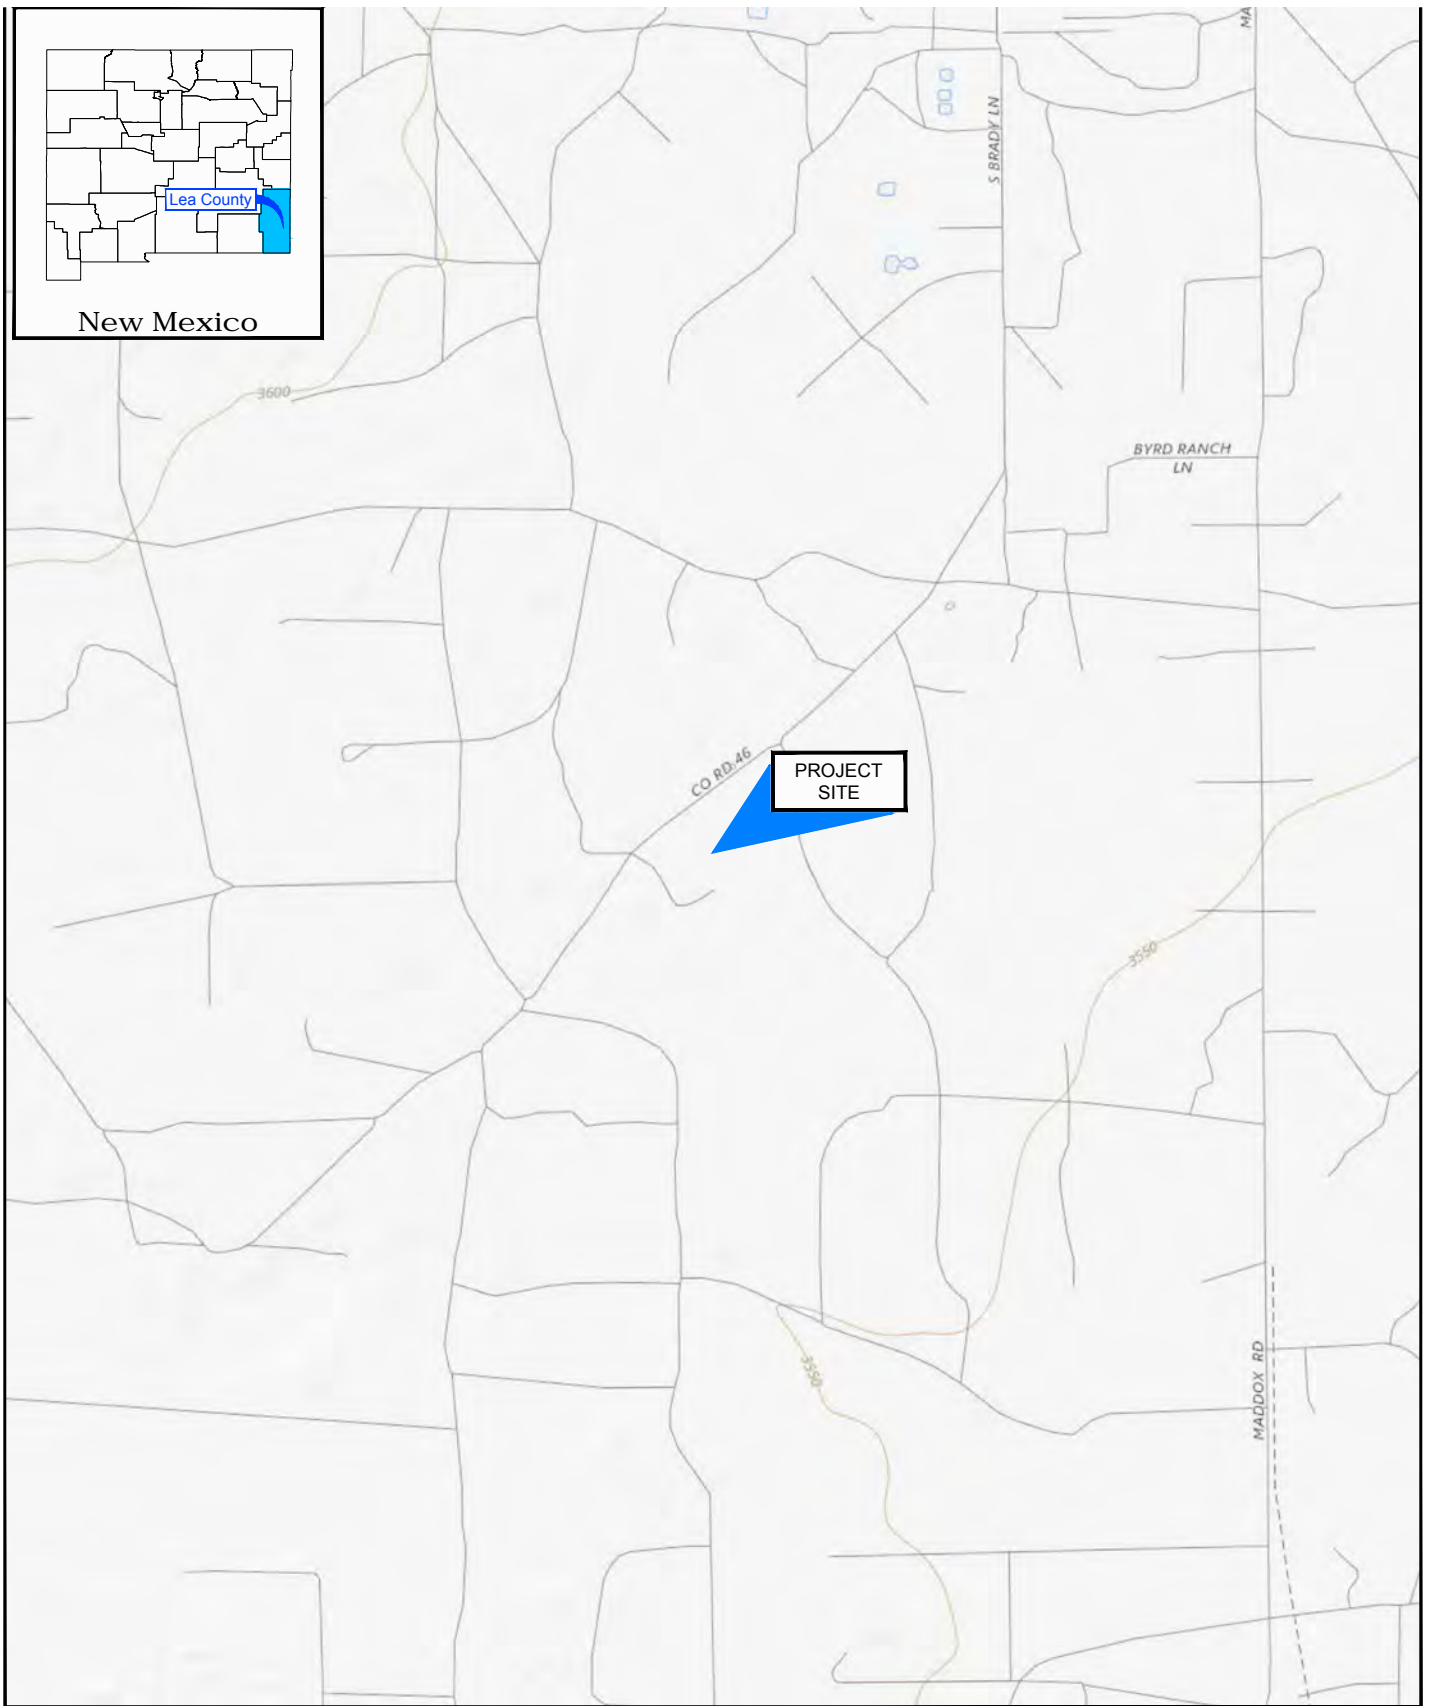 MA
S BRADY LN
Lea County
New Mexico
3600
BYRD RANCH
LN
CO RD 46
PROJECT
SITE
3550
3550
MADDOX RD